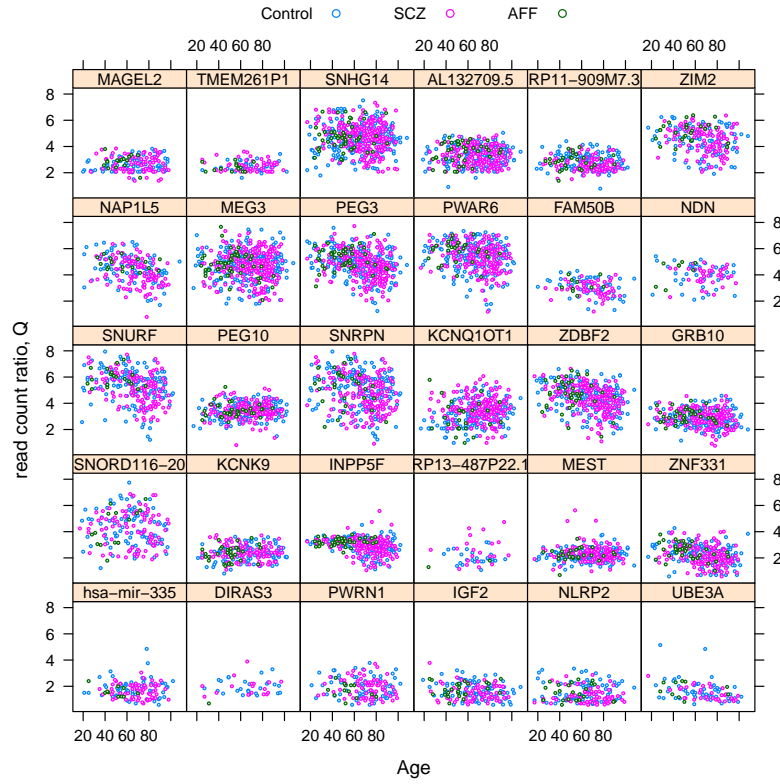 Control SCZ AFF
20 40 60 80 20 40 60 80 20 40 60 80
MAGEL2 TMEM261P1 SNHG14 AL132709.5 RP11−909M7.3 ZIM2
8
6
4
2
NAP1L5 MEG3 PEG3 PWAR6 FAM50B NDN
8
6
4
2
SNURF PEG10 SNRPN KCNQ1OT1 ZDBF2 GRB10
8
6
4
2
SNORD116−20 KCNK9 INPP5F RP13−487P22.1 MEST ZNF331
8
6
4
2
hsa−mir−335 DIRAS3 PWRN1 IGF2 NLRP2 UBE3A
8
6
4
2
20 40 60 80 20 40 60 80 20 40 60 80
read count ratio, Q
Age